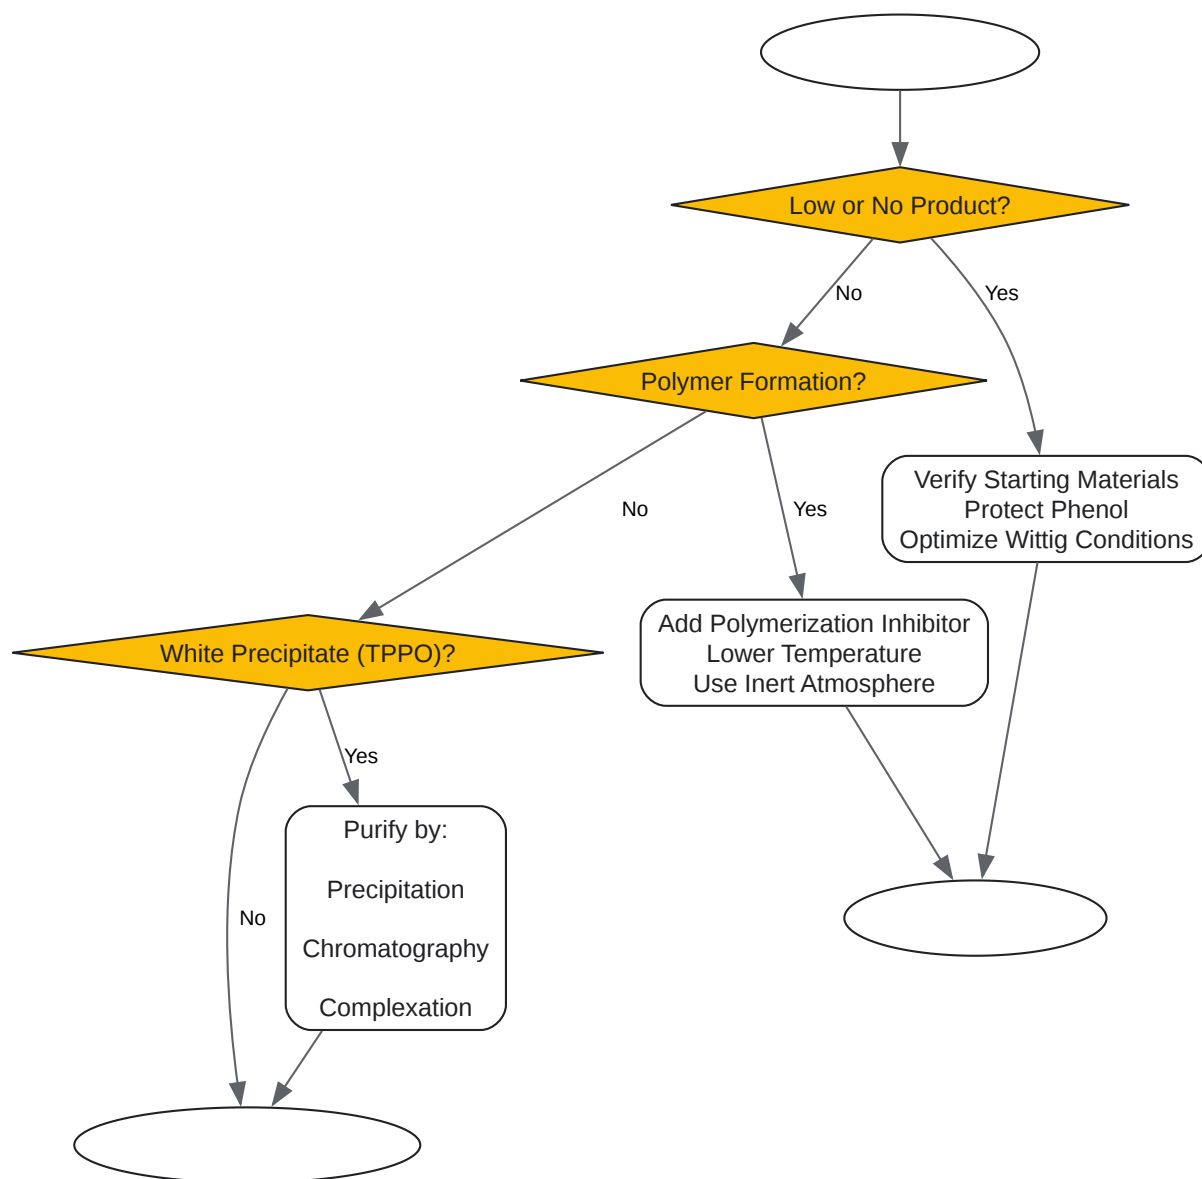 Low or No Product?
No
Yes
Polymer Formation?
Verify Starting Materials
Protect Phenol
Optimize Wittig Conditions
No
Yes
Add Polymerization Inhibitor
Lower Temperature
Use Inert Atmosphere
White Precipitate (TPPO)?
Yes
Purify by:
Precipitation
No
Chromatography
Complexation